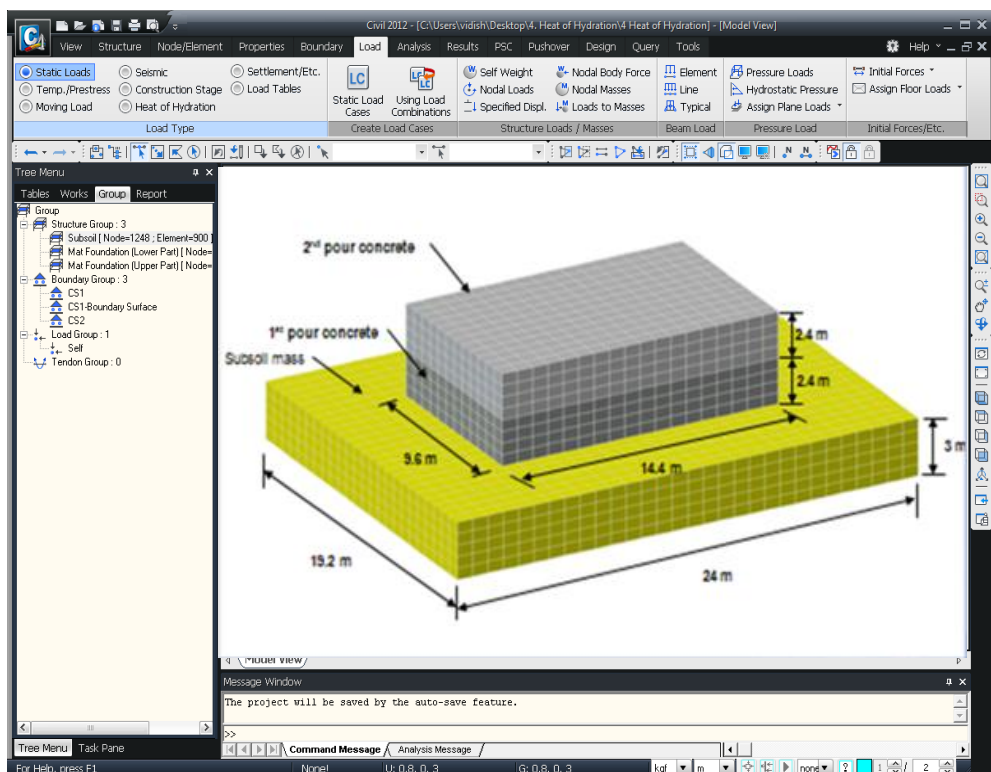 Civil 2012 - [C:\Users\vidish\Desktop\4. Heat of Hydration\4 Heat of Hydration] - [Model View]
View Structure Node/Element Properties Boundary Load Analysis Results PSC Pushover Design Query Tools Help
Static Loads Seismic Settlement/Etc.
Temp./Prestress Construction Stage Load Tables
Moving Load Heat of Hydration
Load Type
LC
Static Load
Cases
Using Load
Combinations
Create Load Cases
Self Weight Nodal Body Force
Nodal Loads Nodal Masses
Specified Displ. Loads to Masses
Structure Loads / Masses
Element
Line
Typical
Beam Load
Pressure Loads
Hydrostatic Pressure
Assign Plane Loads
Pressure Load
Initial Forces
Assign Floor Loads
Initial Forces/Etc.
Tree Menu
Tables Works Group Report
Group
Structure Group : 3
Subsoil [ Node=1248 ; Element=900 ]
Mat Foundation (Lower Part) [ Node=
Mat Foundation (Upper Part) [ Node=
Boundary Group : 3
CS1
CS1-Boundary Surface
CS2
Load Group : 1
Self
Tendon Group : 0
2nd pour concrete
1st pour concrete
Subsoil mass
2.4 m
2.4 m
3 m
9.6 m
14.4 m
19.2 m
24 m
Model View
Message Window
The project will be saved by the auto-save feature.
>>
Tree Menu Task Pane
Command Message Analysis Message
For Help, press F1 None! U: 0.8, 0, 3 G: 0.8, 0, 3 kgf m none ? 1 / 2